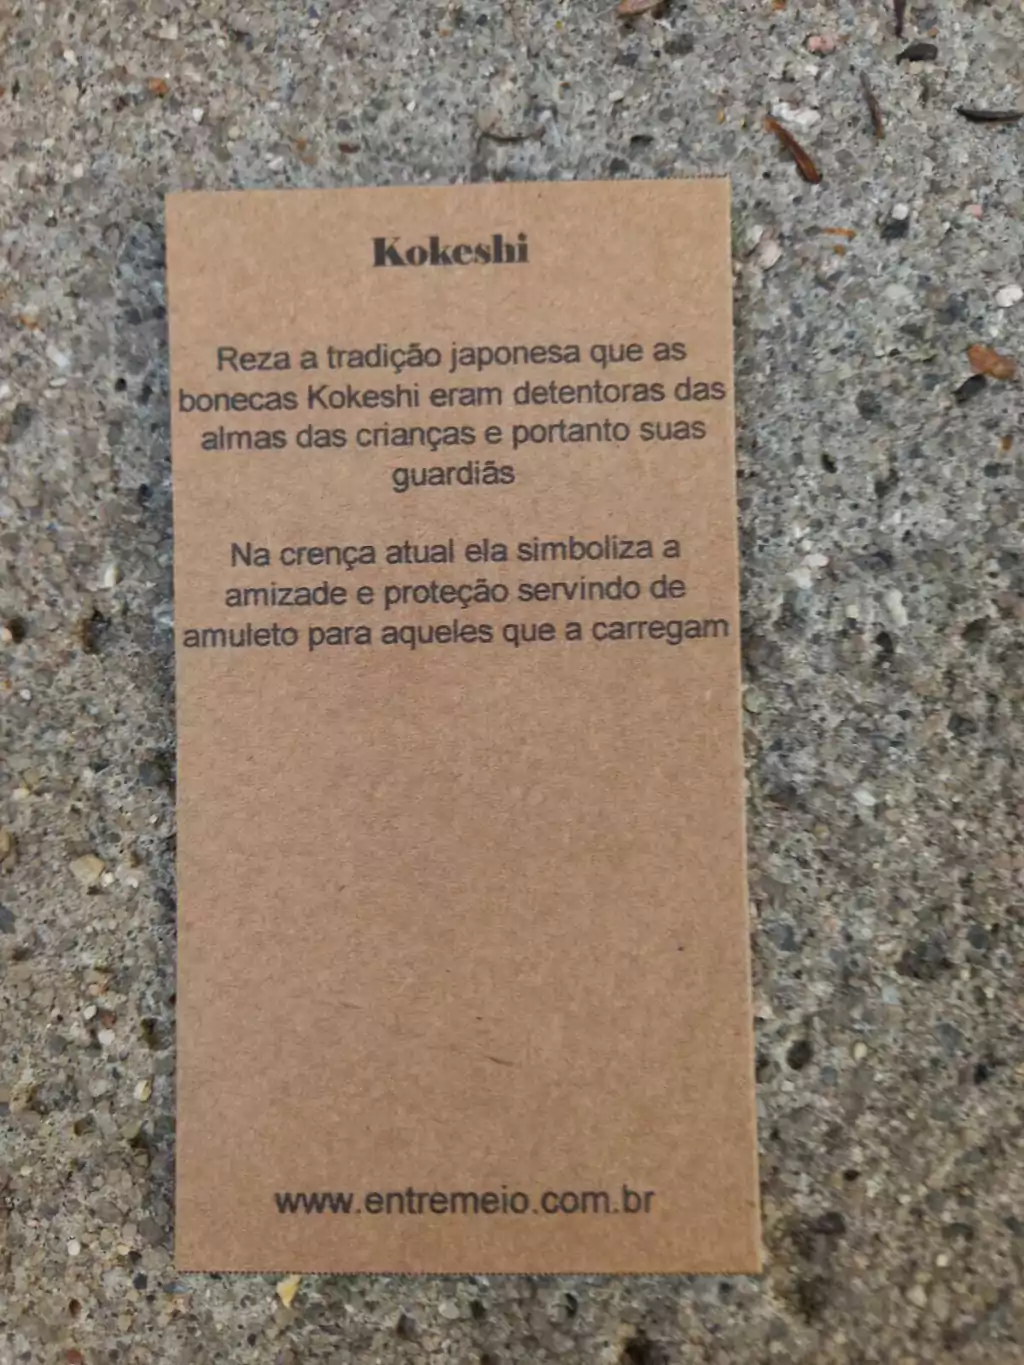 Kokeshi
Reza a tradição japonesa que as
bonecas Kokeshi eram detentoras das
almas das crianças e portanto suas
guardiãs
Na crença atual ela simboliza a
amizade e proteção servindo de
amuleto para aqueles que a carregam
www.entremeio.com.br